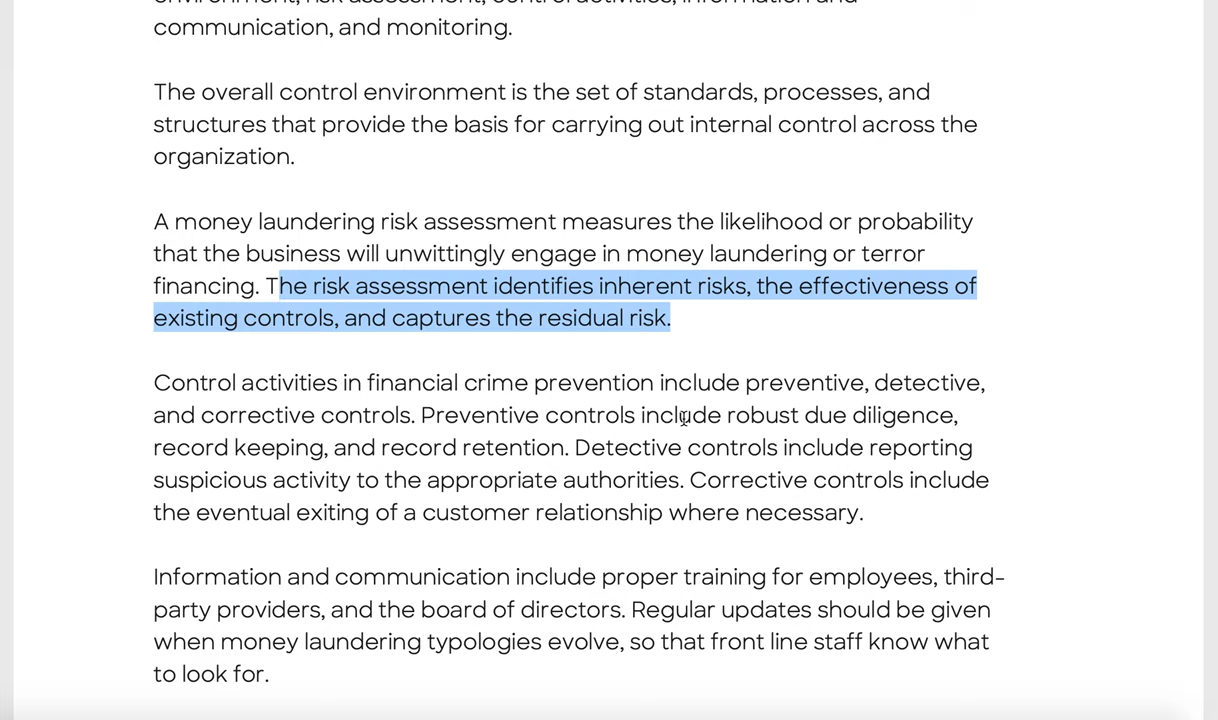 environment, risk assessment, control activities, information and
communication, and monitoring.
The overall control environment is the set of standards, processes, and
structures that provide the basis for carrying out internal control across the
organization.
A money laundering risk assessment measures the likelihood or probability
that the business will unwittingly engage in money laundering or terror
financing. The risk assessment identifies inherent risks, the effectiveness of
existing controls, and captures the residual risk.
Control activities in financial crime prevention include preventive, detective,
and corrective controls. Preventive controls include robust due diligence,
record keeping, and record retention. Detective controls include reporting
suspicious activity to the appropriate authorities. Corrective controls include
the eventual exiting of a customer relationship where necessary.
Information and communication include proper training for employees, third-
party providers, and the board of directors. Regular updates should be given
when money laundering typologies evolve, so that front line staff know what
to look for.